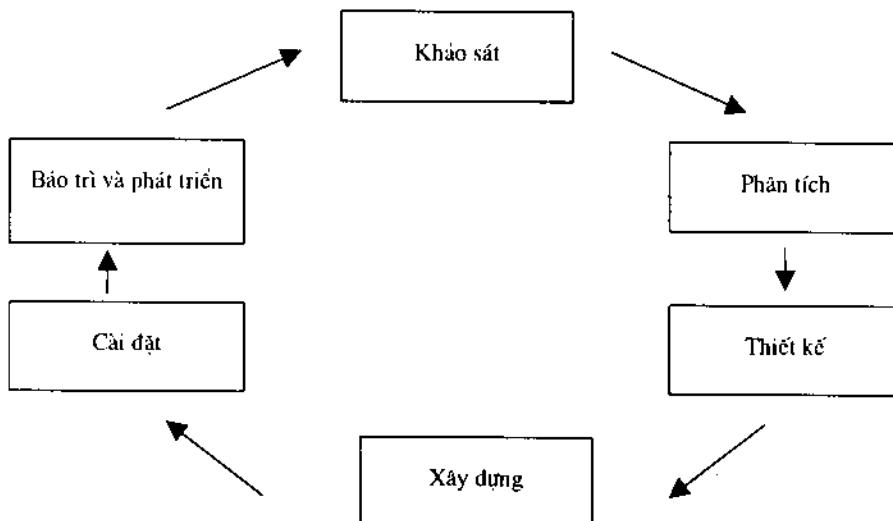 Khảo sát
Bảo trì và phát triển
Phân tích
Cài đặt
Thiết kế
Xây dựng